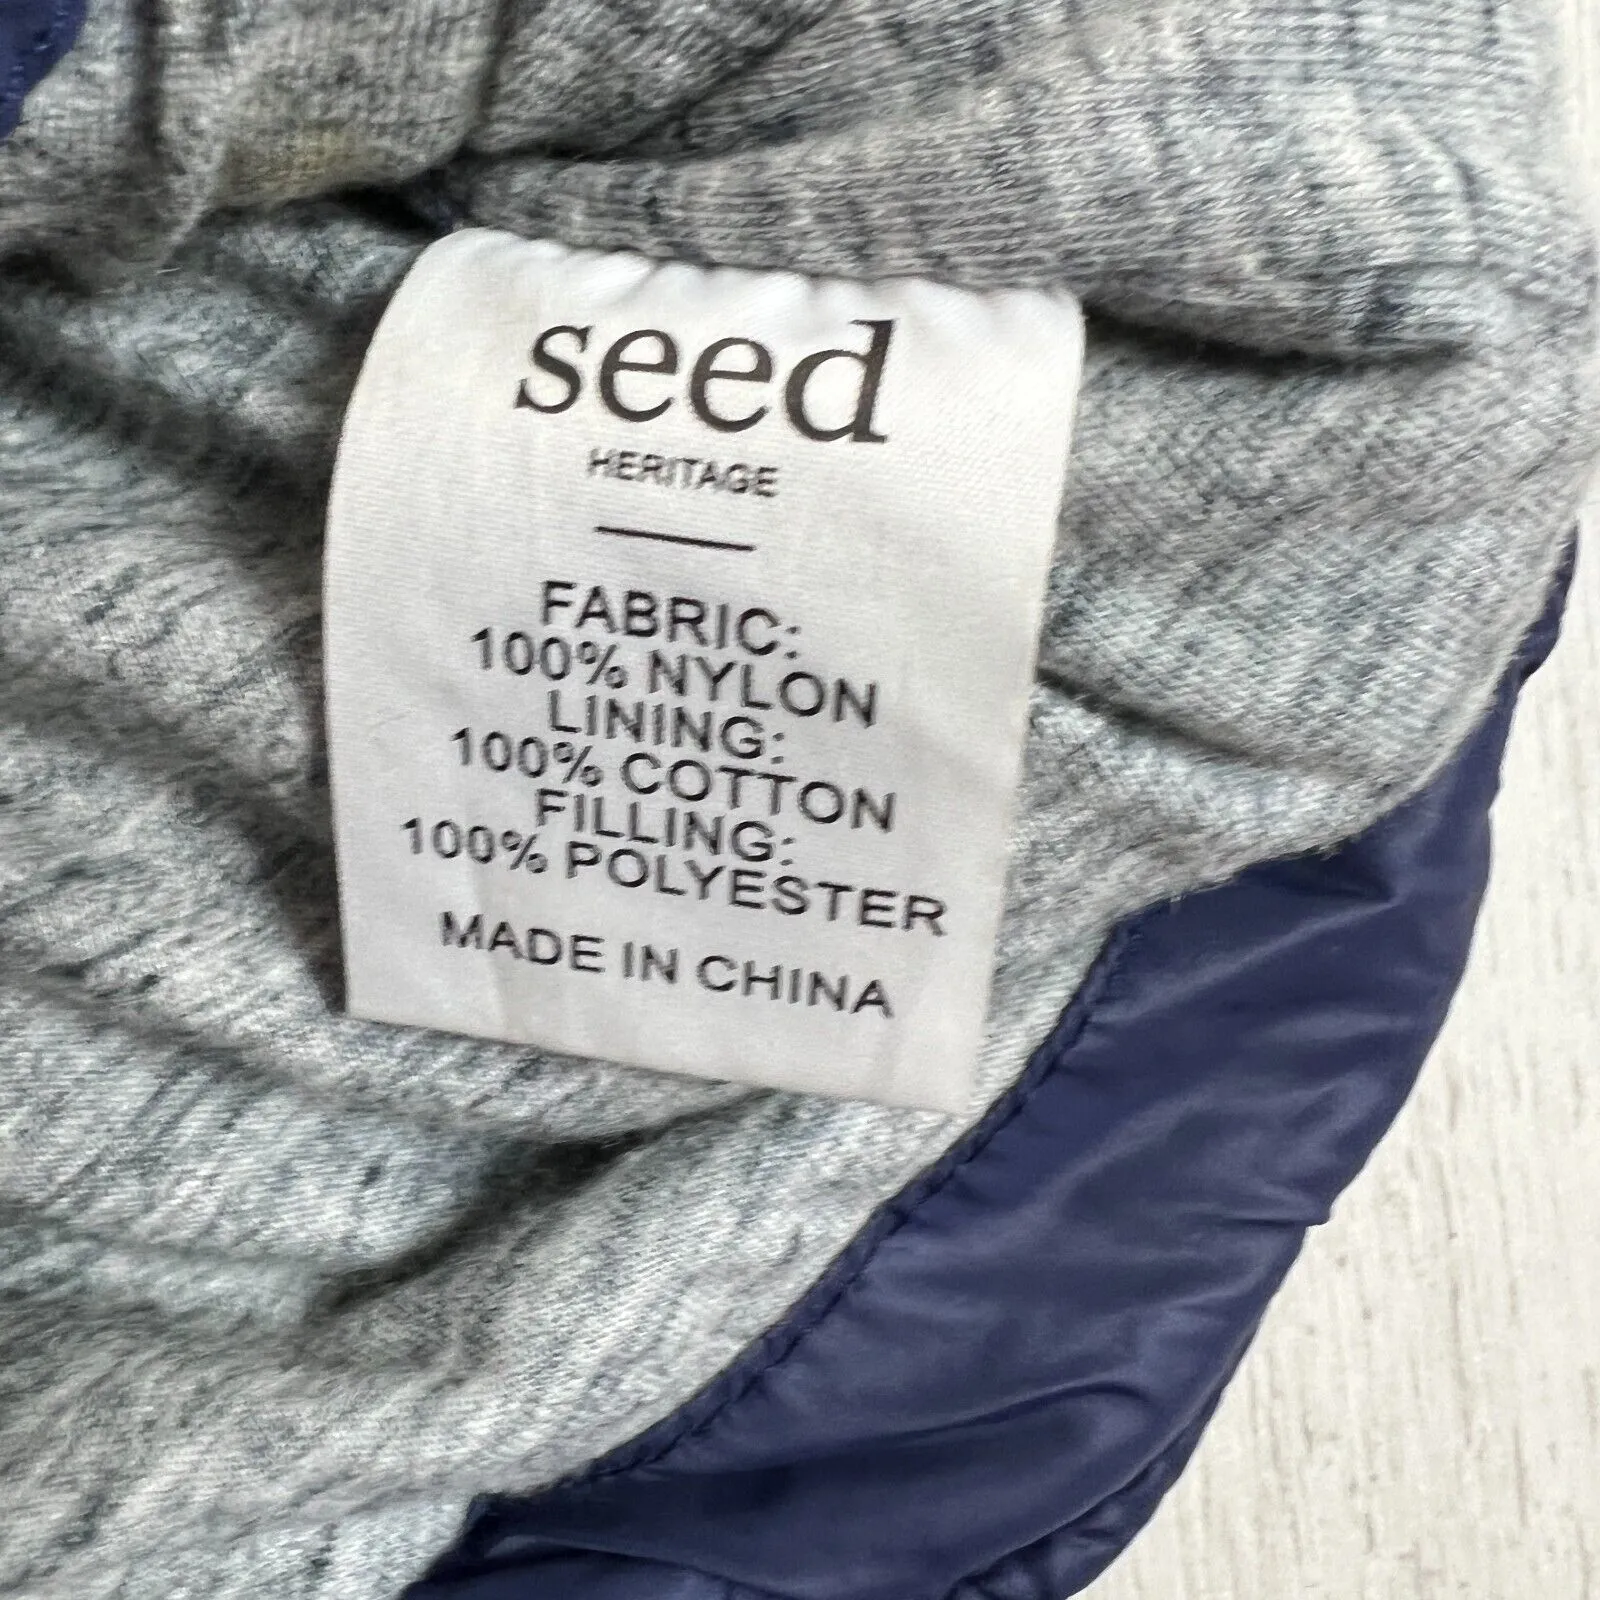 seed
HERITAGE
FABRIC:
100% NYLON
LINING:
100% COTTON
FILLING:
100% POLYESTER
MADE IN CHINA